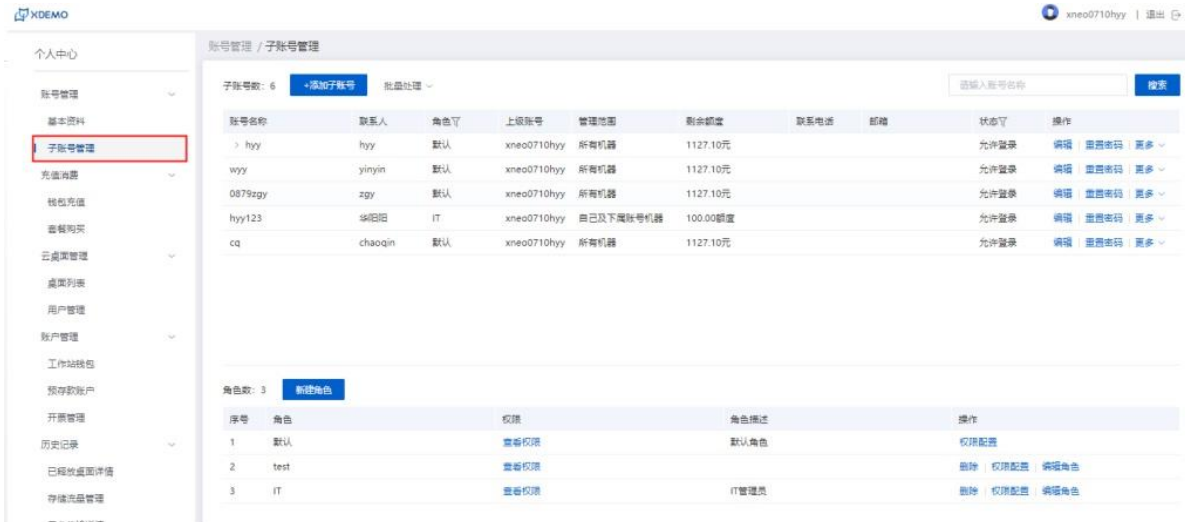 XDEMO
xneo0710hyy | 退出
个人中心
账号管理
基本资料
子账号管理
充值消费
钱包充值
套餐购买
云桌面管理
桌面列表
用户管理
账户管理
工作站钱包
预存款账户
开票管理
历史记录
已释放桌面详情
存储流量管理
账号管理 / 子账号管理
子账号数: 6 +添加子账号 批量处理 请输入账号名称 搜索
账号名称 联系人 角色 上级账号 管理范围 剩余额度 联系电话 邮箱 状态 操作
> hyy hyy 默认 xneo0710hyy 所有机器 1127.10元 允许登录 编辑 | 重置密码 | 更多
wyy yinyin 默认 xneo0710hyy 所有机器 1127.10元 允许登录 编辑 | 重置密码 | 更多
0879zgy zgy 默认 xneo0710hyy 所有机器 1127.10元 允许登录 编辑 | 重置密码 | 更多
hyy123 华阳阳 IT xneo0710hyy 自己及下属账号机器 100.00额度 允许登录 编辑 | 重置密码 | 更多
cq chaoqin 默认 xneo0710hyy 所有机器 1127.10元 允许登录 编辑 | 重置密码 | 更多
角色数: 3 新建角色
序号 角色 权限 角色描述 操作
1 默认 查看权限 默认角色 权限配置
2 test 查看权限 删除 | 权限配置 | 编辑角色
3 IT 查看权限 IT管理员 删除 | 权限配置 | 编辑角色